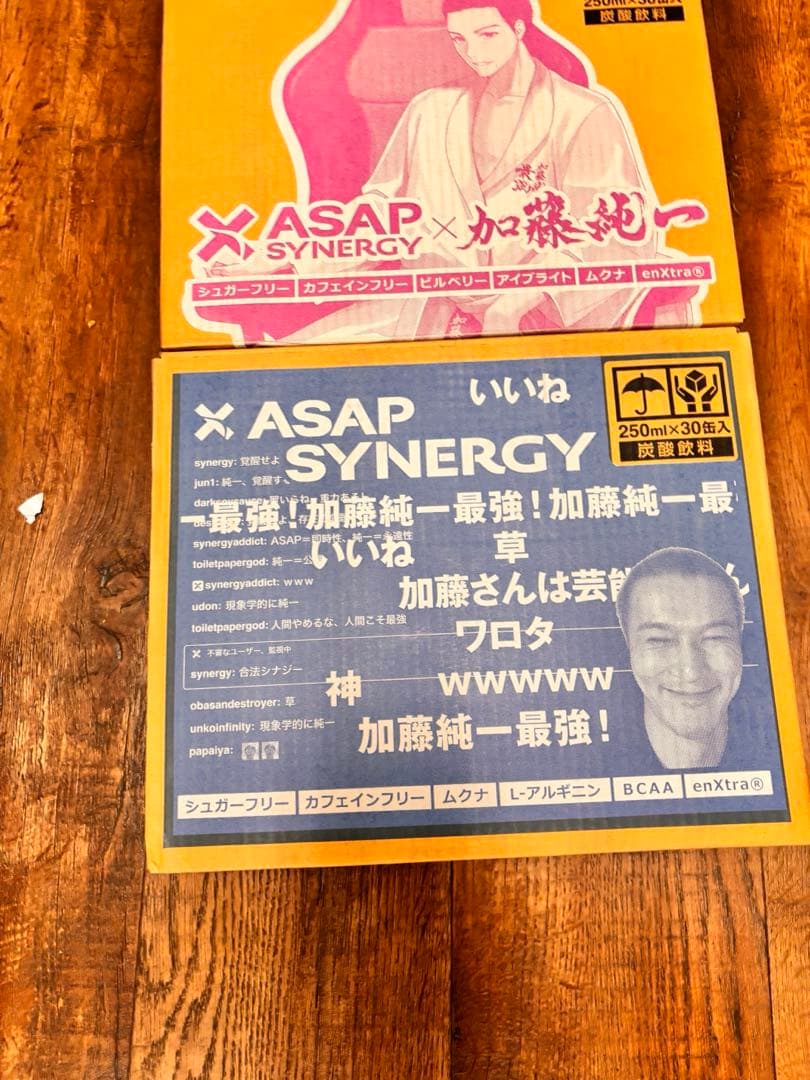 250ml×30缶入
炭酸飲料
ASAP SYNERGY × 加藤純一
シュガーフリー カフェインフリー ビルベリー アイブライト ムクナ enXtra®
加藤
いいね
ASAP
SYNERGY
250ml×30缶入
炭酸飲料
synergy: 覚醒せよ
jun1: 純一、覚醒す
darksousause:
一最強!加藤純一最強!加藤純一最
synergyaddict: ASAP=即時性、純一=永遠性
toiletpapergod: 純一=公
いいね
草
synergyaddict: www
加藤さんは芸能
ん
udon: 現象学的に純一
toiletpapergod: 人間やめるな、人間こそ最強
ワロタ
不審なユーザー、監視中
synergy: 合法シナジー
神
wwwww
obasandestroyer: 草
unkoinfinity: 現象学的に純一
加藤純一最強!
papaiya:
シュガーフリー カフェインフリー ムクナ L-アルギニン BCAA enXtra®